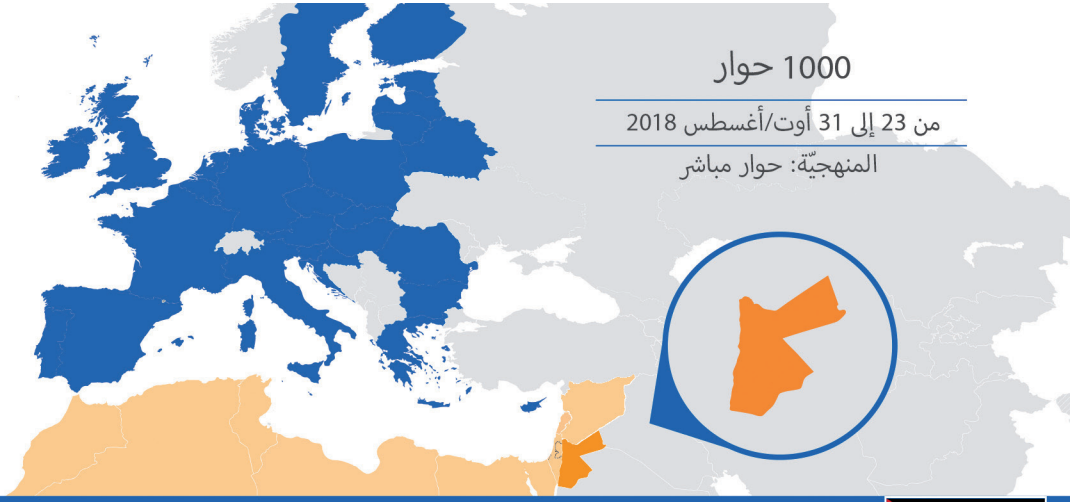 1000 حوار
من 23 إلى 31 أوت/أغسطس 2018
المنهجيّة: حوار مباشر